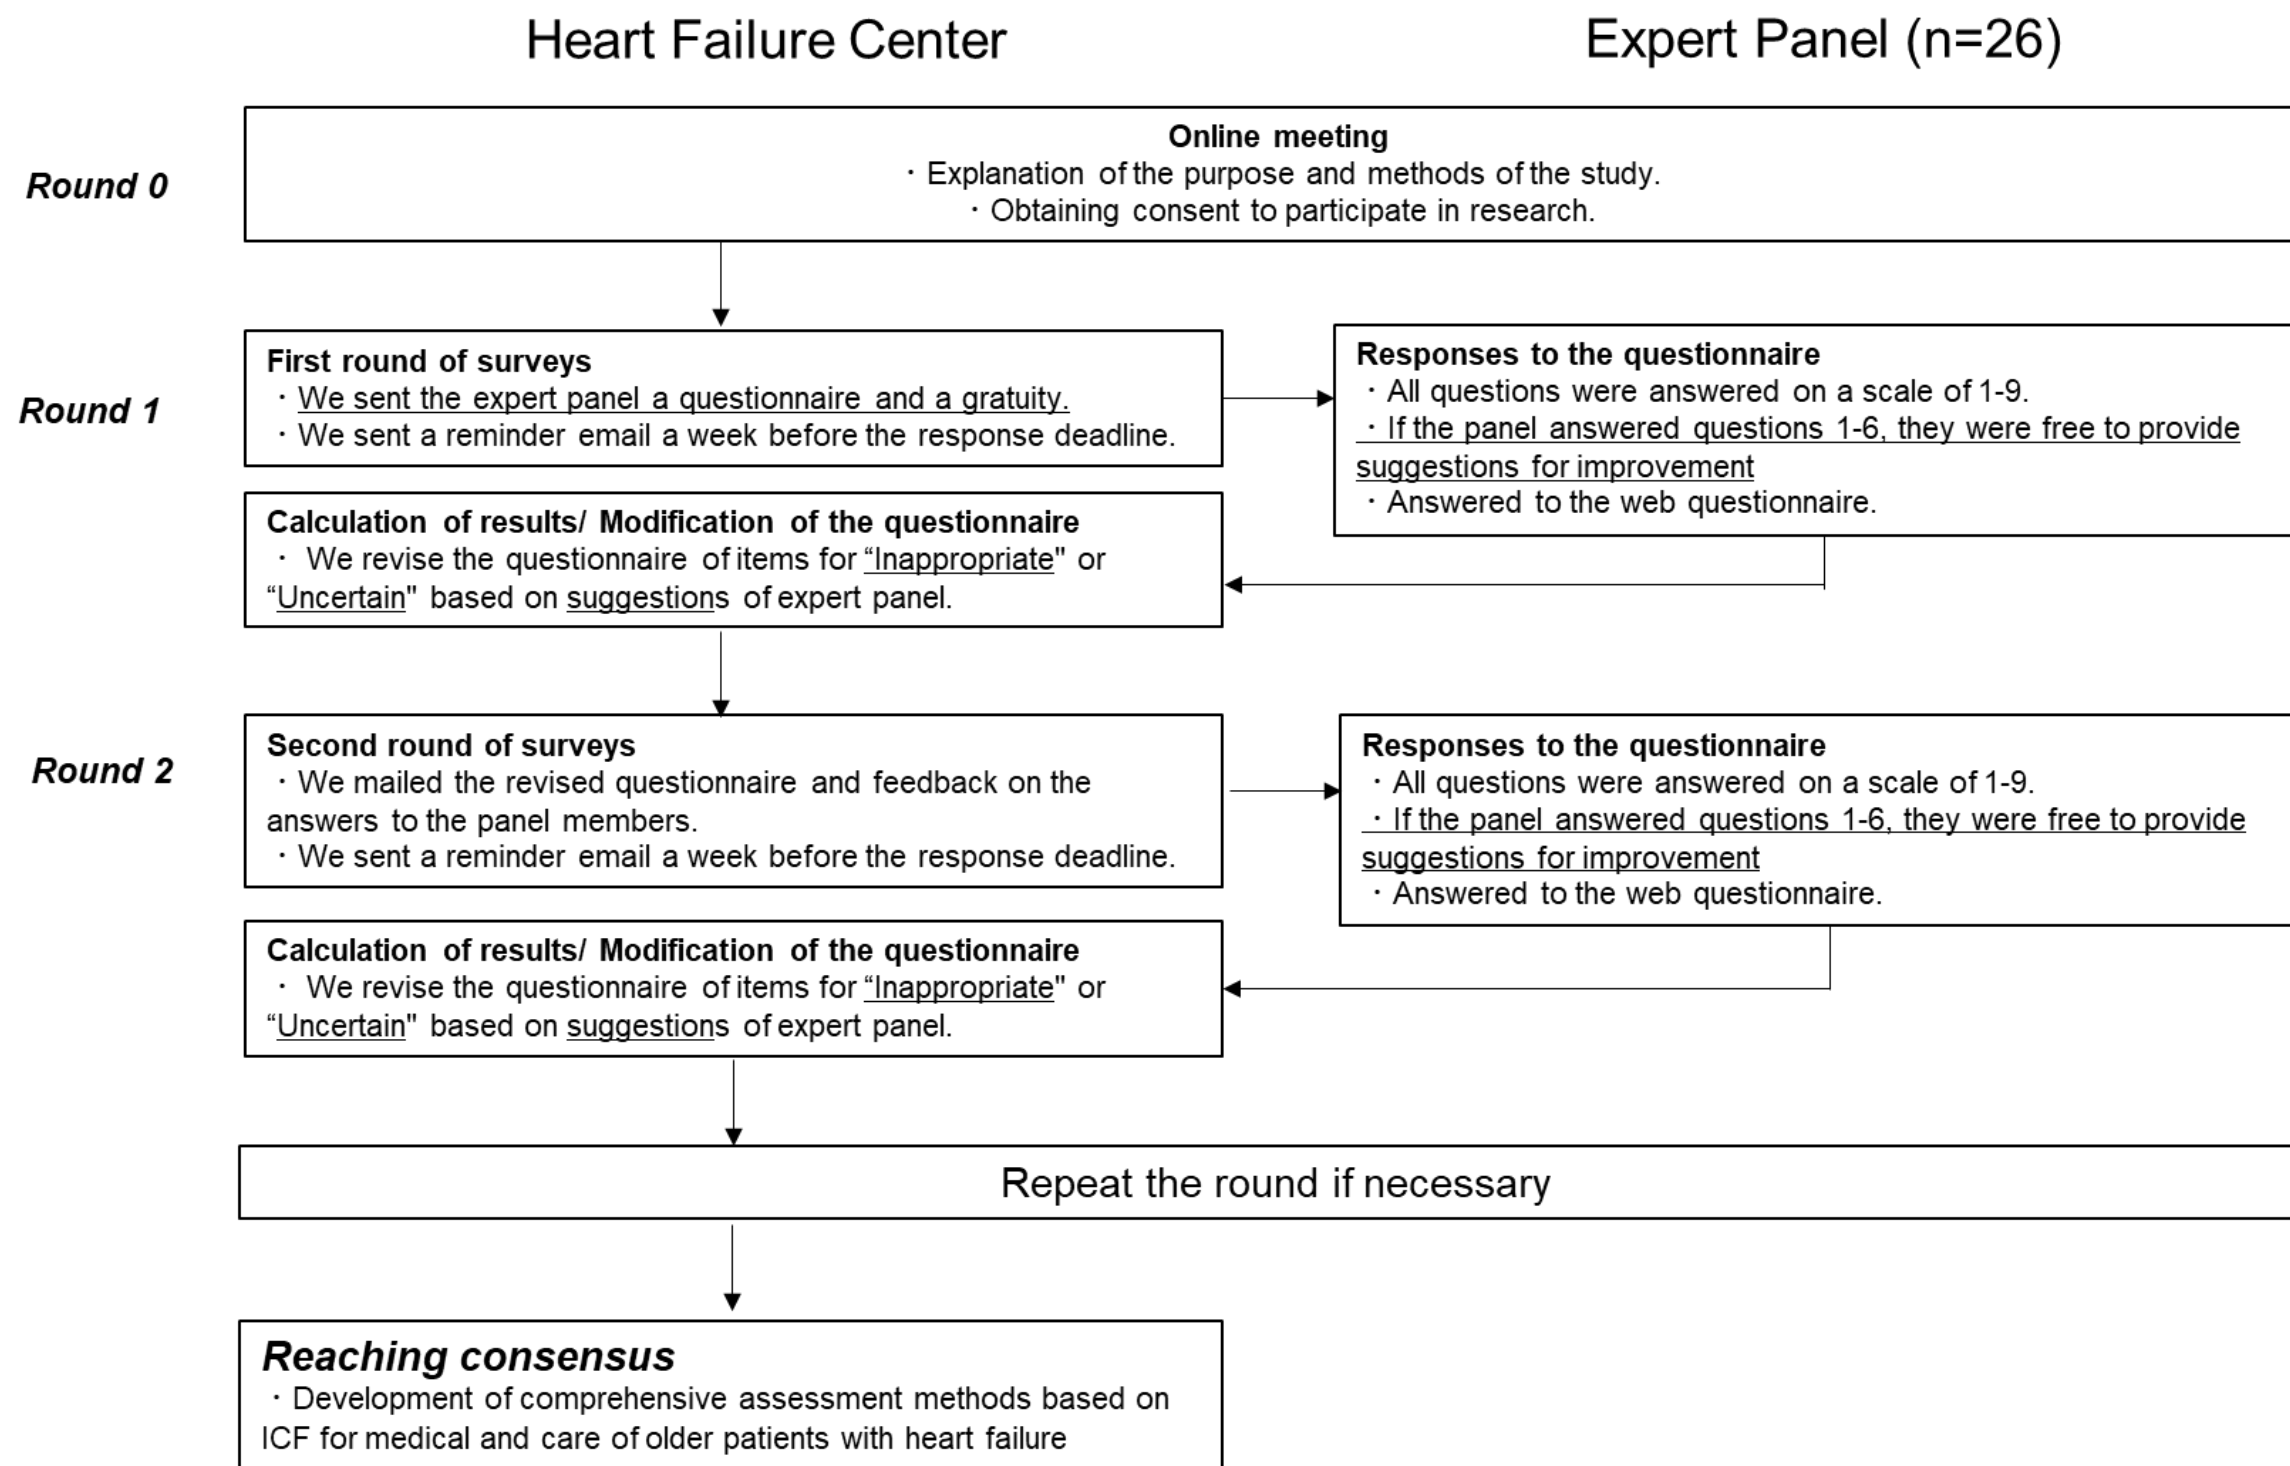 Heart Failure Center
Expert Panel (n=26)
Round 0
Online meeting
・Explanation of the purpose and methods of the study.
・Obtaining consent to participate in research.
Round 1
First round of surveys
・We sent the expert panel a questionnaire and a gratuity.
・We sent a reminder email a week before the response deadline.
Responses to the questionnaire
・All questions were answered on a scale of 1-9.
・If the panel answered questions 1-6, they were free to provide
suggestions for improvement
・Answered to the web questionnaire.
Calculation of results/ Modification of the questionnaire
・ We revise the questionnaire of items for “Inappropriate" or
“Uncertain" based on suggestions of expert panel.
Round 2
Second round of surveys
・We mailed the revised questionnaire and feedback on the
answers to the panel members.
・We sent a reminder email a week before the response deadline.
Responses to the questionnaire
・All questions were answered on a scale of 1-9.
・If the panel answered questions 1-6, they were free to provide
suggestions for improvement
・Answered to the web questionnaire.
Calculation of results/ Modification of the questionnaire
・ We revise the questionnaire of items for “Inappropriate" or
“Uncertain" based on suggestions of expert panel.
Repeat the round if necessary
Reaching consensus
・Development of comprehensive assessment methods based on
ICF for medical and care of older patients with heart failure